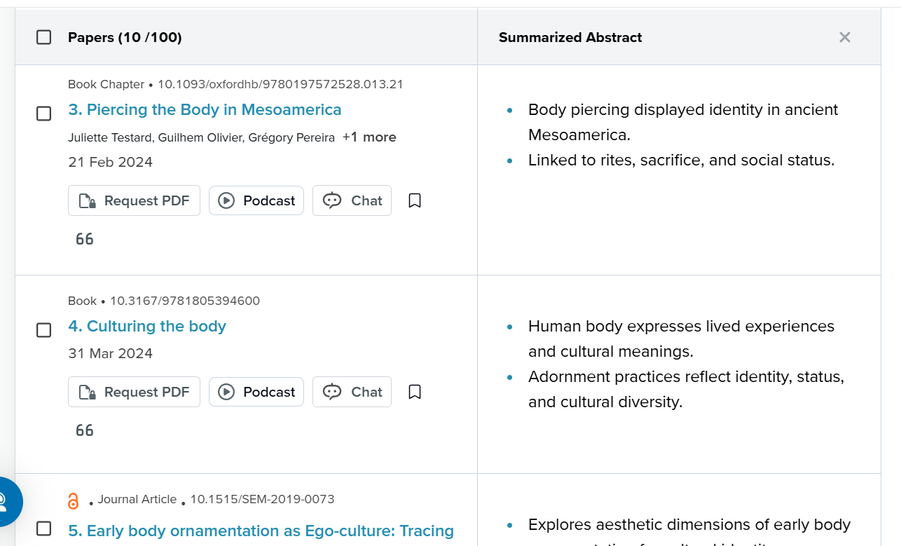 Papers (10 /100)
Summarized Abstract
Book Chapter • 10.1093/oxfordhb/9780197572528.013.21
3. Piercing the Body in Mesoamerica
Juliette Testard, Guilhem Olivier, Grégory Pereira +1 more
21 Feb 2024
Request PDF Podcast Chat
• Body piercing displayed identity in ancient
Mesoamerica.
• Linked to rites, sacrifice, and social status.
Book • 10.3167/9781805394600
4. Culturing the body
31 Mar 2024
Request PDF Podcast Chat
• Human body expresses lived experiences
and cultural meanings.
• Adornment practices reflect identity, status,
and cultural diversity.
• Journal Article • 10.1515/SEM-2019-0073
5. Early body ornamentation as Ego-culture: Tracing
• Explores aesthetic dimensions of early body